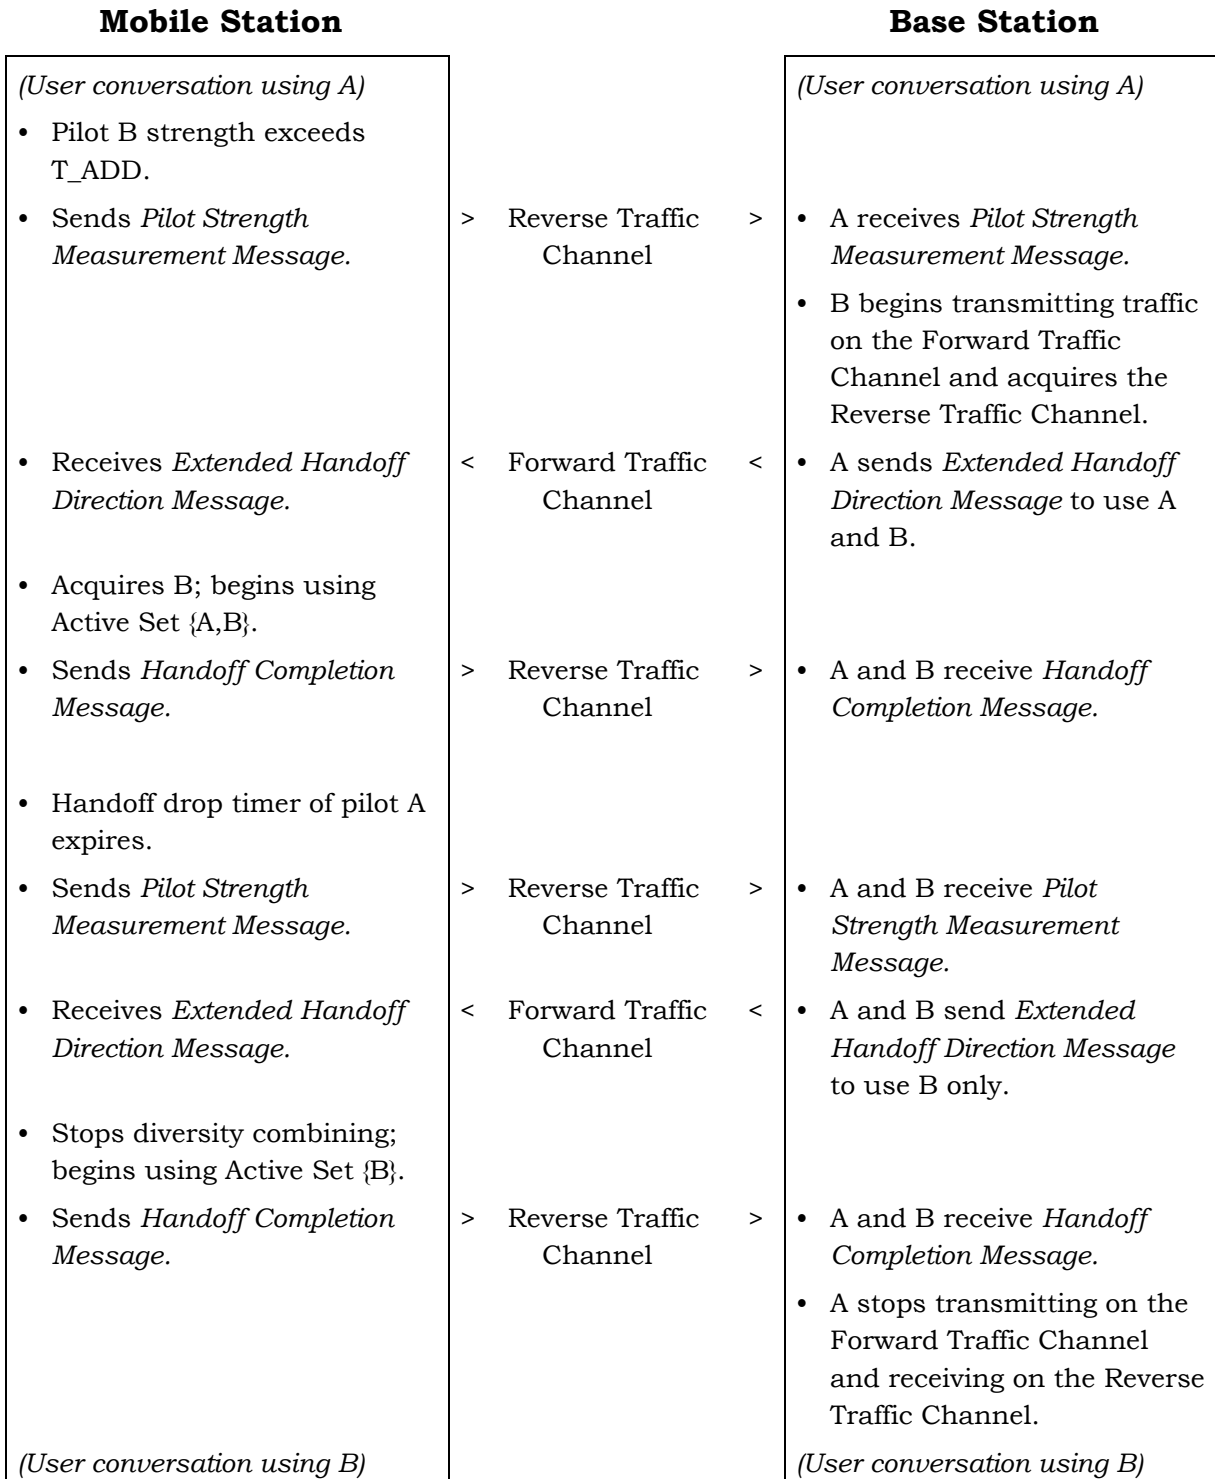 Mobile Station
Base Station
(User conversation using A)
(User conversation using A)
• Pilot B strength exceeds
T_ADD.
• Sends Pilot Strength
Measurement Message.
> Reverse Traffic >
Channel
• A receives Pilot Strength
Measurement Message.
• B begins transmitting traffic
on the Forward Traffic
Channel and acquires the
Reverse Traffic Channel.
• Receives Extended Handoff
Direction Message.
< Forward Traffic <
Channel
• A sends Extended Handoff
Direction Message to use A
and B.
• Acquires B; begins using
Active Set {A,B}.
• Sends Handoff Completion
Message.
> Reverse Traffic >
Channel
• A and B receive Handoff
Completion Message.
• Handoff drop timer of pilot A
expires.
• Sends Pilot Strength
Measurement Message.
> Reverse Traffic >
Channel
• A and B receive Pilot
Strength Measurement
Message.
• Receives Extended Handoff
Direction Message.
< Forward Traffic <
Channel
• A and B send Extended
Handoff Direction Message
to use B only.
• Stops diversity combining;
begins using Active Set {B}.
• Sends Handoff Completion
Message.
> Reverse Traffic >
Channel
• A and B receive Handoff
Completion Message.
• A stops transmitting on the
Forward Traffic Channel
and receiving on the Reverse
Traffic Channel.
(User conversation using B)
(User conversation using B)